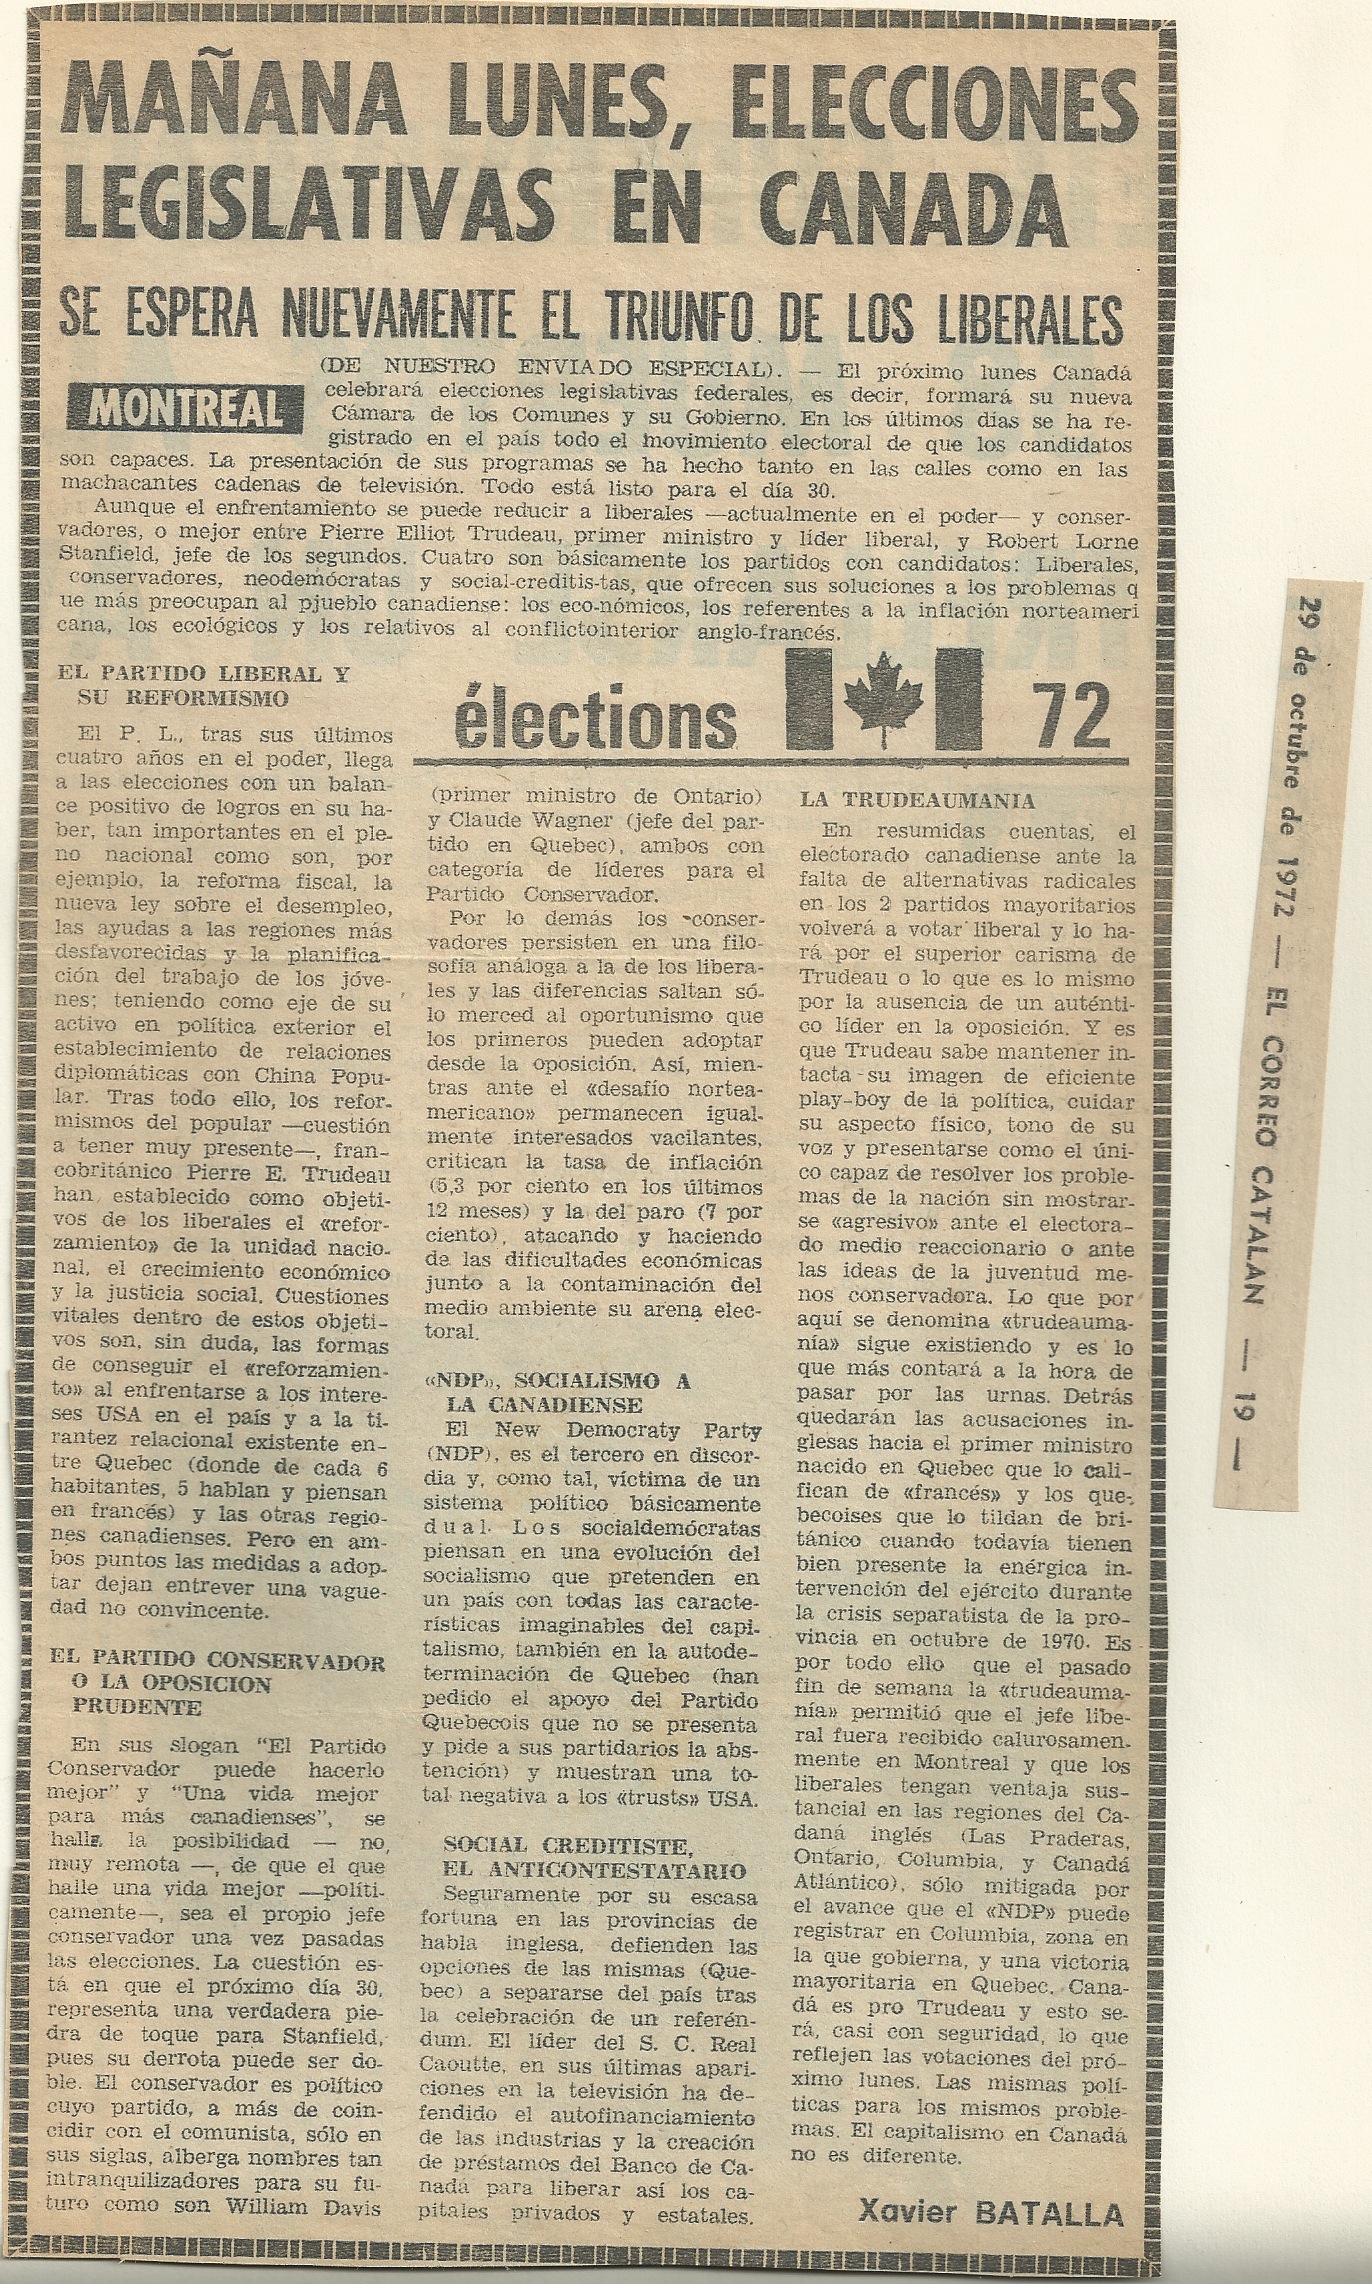 MAÑANA LUNES, ELECCIONES
LEGISLATIVAS EN CANADA
SE ESPERA NUEVAMENTE EL TRIUNFO DE LOS LIBERALES
MONTREAL
(DE NUESTRO ENVIADO ESPECIAL). — El próximo lunes Canadá
celebrará elecciones legislativas federales, es decir, formará su nueva
Cámara de los Comunes y su Gobierno. En los últimos días se ha re-
gistrado en el país todo el movimiento electoral de que los candidatos
son capaces. La presentación de sus programas se ha hecho tanto en las calles como en las
machacantes cadenas de televisión. Todo está listo para el día 30.
Aunque el enfrentamiento se puede reducir a liberales —actualmente en el poder— y conser-
vadores, o mejor entre Pierre Elliot Trudeau, primer ministro y líder liberal, y Robert Lorne
Stanfield, jefe de los segundos. Cuatro son básicamente los partidos con candidatos: Liberales,
conservadores, neodemócratas y social-creditis-tas, que ofrecen sus soluciones a los problemas q
ue más preocupan al pjueblo canadiense: los eco-nómicos, los referentes a la inflación norteameri
cana, los ecológicos y los relativos al conflictointerior anglo-francés.
EL PARTIDO LIBERAL Y
SU REFORMISMO
El P. L., tras sus últimos
cuatro años en el poder, llega
a las elecciones con un balan-
ce positivo de logros en su ha-
ber, tan importantes en el ple-
no nacional como son, por
ejemplo, la reforma fiscal, la
nueva ley sobre el desempleo,
las ayudas a las regiones más
desfavorecidas y la planifica-
ción del trabajo de los jóve-
nes; teniendo como eje de su
activo en política exterior el
establecimiento de relaciones
diplomáticas con China Popu-
lar. Tras todo ello, los refor-
mismos del popular —cuestión
a tener muy presente—, fran-
cobritánico Pierre E. Trudeau
han establecido como objeti-
vos de los liberales el «refor-
zamiento» de la unidad nacio-
nal, el crecimiento económico
y la justicia social. Cuestiones
vitales dentro de estos objeti-
vos son, sin duda, las formas
de conseguir el «reforzamien-
to» al enfrentarse a los intere-
ses USA en el país y a la ti-
rantez relacional existente en-
tre Quebec (donde de cada 6
habitantes, 5 hablan y piensan
en francés) y las otras regio-
nes canadienses. Pero en am-
bos puntos las medidas a adop-
tar dejan entrever una vague-
dad no convincente.
EL PARTIDO CONSERVADOR
O LA OPOSICION
PRUDENTE
En sus slogan "El Partido
Conservador puede hacerlo
mejor" y "Una vida mejor
para más canadienses", se
halla la posibilidad — no,
muy remota —, de que el que
halle una vida mejor —políti-
camente—, sea el propio jefe
conservador una vez pasadas
las elecciones. La cuestión es-
tá en que el próximo día 30,
representa una verdadera pie-
dra de toque para Stanfield,
pues su derrota puede ser do-
ble. El conservador es político
cuyo partido, a más de coin-
cidir con el comunista, sólo en
sus siglas, alberga nombres tan
intranquilizadores para su fu-
turo como son William Davis
élections 72
(primer ministro de Ontario)
y Claude Wagner (jefe del par-
tido en Quebec), ambos con
categoría de líderes para el
Partido Conservador.
Por lo demás los conser-
vadores persisten en una filo-
sofía análoga a la de los libera-
les y las diferencias saltan só-
lo merced al oportunismo que
los primeros pueden adoptar
desde la oposición. Así, mien-
tras ante el «desafío nortea-
mericano» permanecen igual-
mente interesados vacilantes,
critican la tasa de inflación
(5,3 por ciento en los últimos
12 meses) y la del paro (7 por
ciento), atacando y haciendo
de las dificultades económicas
junto a la contaminación del
medio ambiente su arena elec-
toral.
«NDP», SOCIALISMO A
LA CANADIENSE
El New Democraty Party
(NDP), es el tercero en discor-
dia y, como tal, víctima de un
sistema político básicamente
dual. Los socialdemócratas
piensan en una evolución del
socialismo que pretenden en
un país con todas las caracte-
rísticas imaginables del capi-
talismo, también en la autode-
terminación de Quebec (han
pedido el apoyo del Partido
Quebecois que no se presenta
y pide a sus partidarios la abs-
tención) y muestran una to-
tal negativa a los «trusts» USA.
SOCIAL CREDITISTE,
EL ANTICONTESTATARIO
Seguramente por su escasa
fortuna en las provincias de
habla inglesa, defienden las
opciones de las mismas (Que-
bec) a separarse del país tras
la celebración de un referén-
dum. El líder del S. C. Real
Caoutte, en sus últimas apari-
ciones en la televisión ha de-
fendido el autofinanciamiento
de las industrias y la creación
de préstamos del Banco de Ca-
nadá para liberar así los ca-
pitales privados y estatales.
LA TRUDEAUMANIA
En resumidas cuentas, el
electorado canadiense ante la
falta de alternativas radicales
en los 2 partidos mayoritarios
volverá a votar liberal y lo ha-
rá por el superior carisma de
Trudeau o lo que es lo mismo
por la ausencia de un auténti-
co líder en la oposición. Y es
que Trudeau sabe mantener in-
tacta su imagen de eficiente
play-boy de la política, cuidar
su aspecto físico, tono de su
voz y presentarse como el úni-
co capaz de resolver los proble-
mas de la nación sin mostrar-
se «agresivo» ante el electora-
do medio reaccionario o ante
las ideas de la juventud me-
nos conservadora. Lo que por
aquí se denomina «trudeauma-
nía» sigue existiendo y es lo
que más contará a la hora de
pasar por las urnas. Detrás
quedarán las acusaciones in-
glesas hacia el primer ministro
nacido en Quebec que lo cali-
fican de «francés» y los que-
becoises que lo tildan de bri-
tánico cuando todavía tienen
bien presente la enérgica in-
tervención del ejército durante
la crisis separatista de la pro-
vincia en octubre de 1970. Es
por todo ello que el pasado
fin de semana la «trudeauma-
nía» permitió que el jefe libe-
ral fuera recibido calurosamen-
mente en Montreal y que los
liberales tengan ventaja sus-
tancial en las regiones del Ca-
daná inglés (Las Praderas,
Ontario, Columbia, y Canadá
Atlántico), sólo mitigada por
el avance que el «NDP» puede
registrar en Columbia, zona en
la que gobierna, y una victoria
mayoritaria en Quebec. Cana-
dá es pro Trudeau y esto se-
rá, casi con seguridad, lo que
reflejen las votaciones del pró-
ximo lunes. Las mismas polí-
ticas para los mismos proble-
mas. El capitalismo en Canadá
no es diferente.
Xavier BATALLA
29 de octubre de 1972 — EL CORREO CATALAN — 19 —